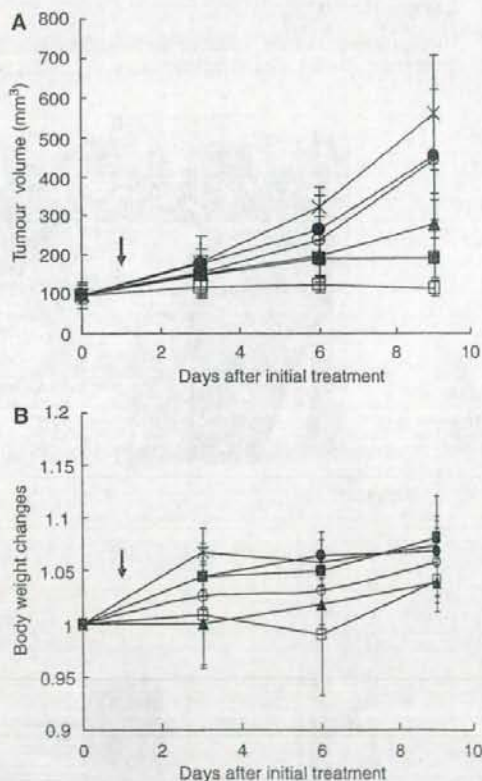 A
Tumour volume (mm³)
800
700
600
500
400
300
200
100
0
0 2 4 6 8 10
Days after initial treatment
B
Body weight changes
1.2
1.15
1.1
1.05
1
0.95
0.9
0 2 4 6 8 10
Days after initial treatment